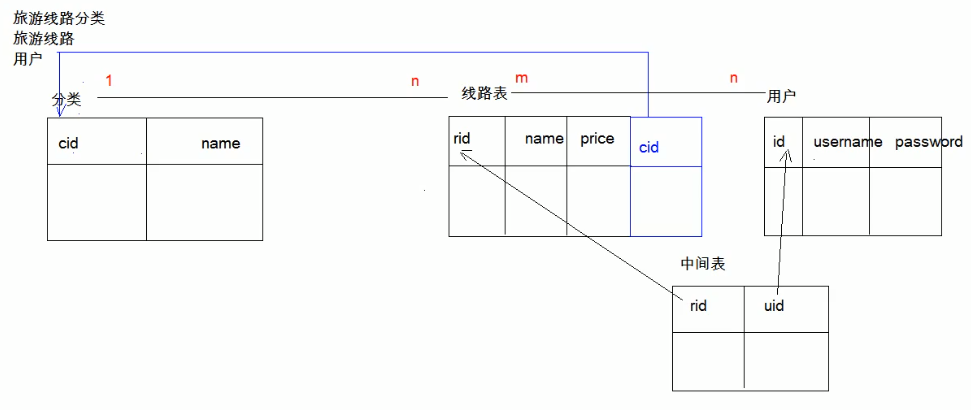 旅游线路分类
旅游线路
用户
1 n m n
分类 线路表 用户
cid name
rid name price cid
id username password
中间表
rid uid